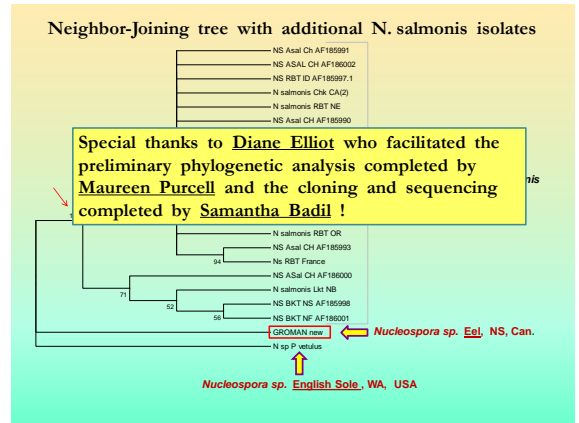 Neighbor-Joining tree with additional N. salmonis isolates
NS Asal Ch AF185991
NS ASAL CH AF186002
NS RBT ID AF185997.1
N salmonis Chk CA(2)
N salmonis RBT NE
NS Asal CH AF185990
Special thanks to Diane Elliot who facilitated the
preliminary phylogenetic analysis completed by
Maureen Purcell and the cloning and sequencing
completed by Samantha Badil !
nis
N salmonis RBT OR
NS Asal CH AF185993
94
Ns RBT France
NS ASal CH AF186000
71
N salmonis Lkt NB
52
NS BKT NS AF185998
56
NS BKT NF AF186001
GROMAN new
Nucleospora sp. Eel, NS, Can.
N sp P vetulus
Nucleospora sp. English Sole , WA, USA